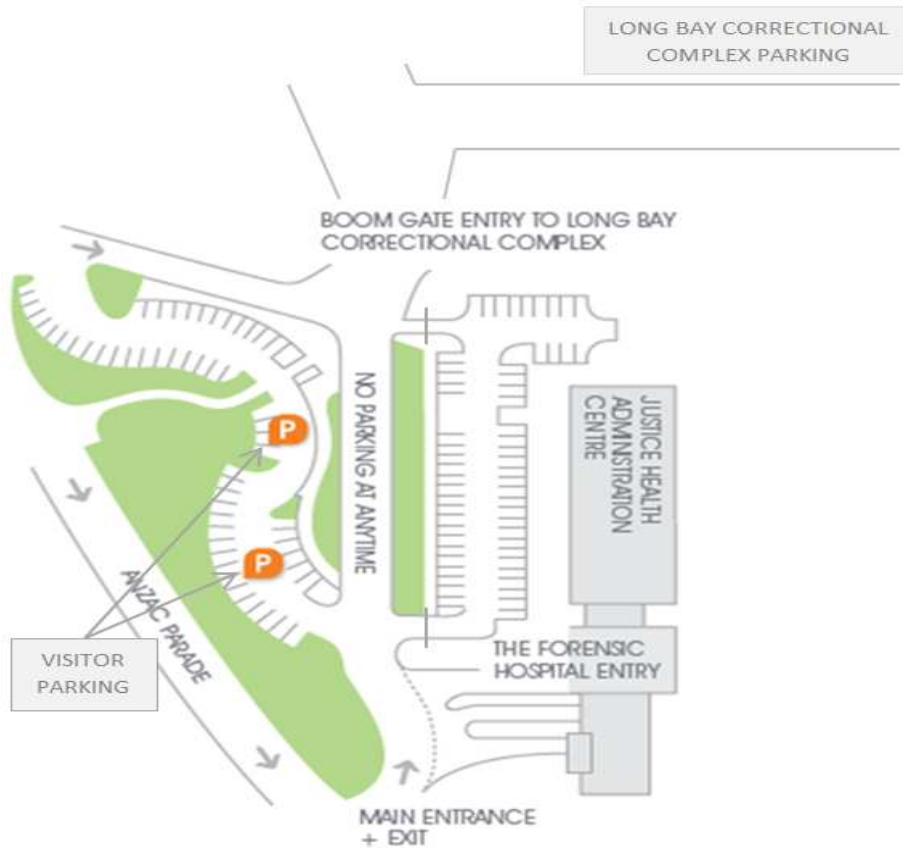 LONG BAY CORRECTIONAL
COMPLEX PARKING
BOOM GATE ENTRY TO LONG BAY
CORRECTIONAL COMPLEX
NO PARKING AT ANYTIME
JUSTICE HEALTH
ADMINISTRATION
CENTRE
P
P
ANZAC PARADE
VISITOR
PARKING
THE FORENSIC
HOSPITAL ENTRY
MAIN ENTRANCE
+ EXIT